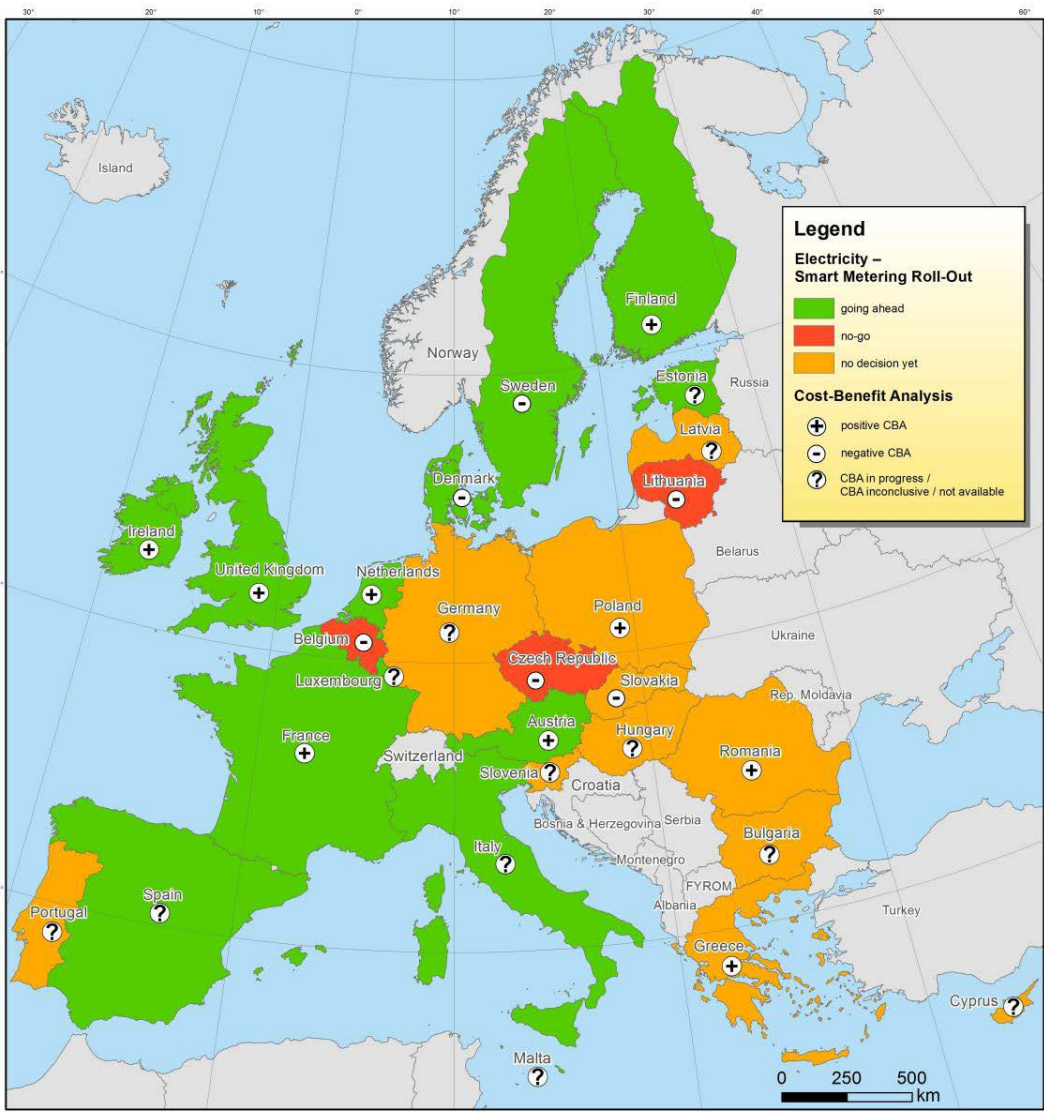 30° 20° 10° 0° 10° 20° 30° 40° 50° 60°
Island
Legend
Electricity –
Smart Metering Roll-Out
going ahead
no-go
no decision yet
Cost-Benefit Analysis
+ positive CBA
- negative CBA
? CBA in progress /
CBA inconclusive / not available
Finland
+
Norway
Sweden
-
Estonia
?
Russia
Latvia
?
Lithuania
-
Denmark
-
Ireland
+
Belarus
United Kingdom
+
Netherlands
+
Germany
?
Poland
+
Ukraine
Belgium -
Czech Republic
-
Luxembourg ?
Slovakia
-
Rep. Moldavia
France
+
Austria
+
Hungary
?
Switzerland
Romania
+
Slovenia ?
Croatia
Bosnia & Herzegovina
Serbia
Bulgaria
?
Italy
?
Montenegro
FYROM
Albania
Spain
?
Portugal
?
Turkey
Greece
+
Cyprus ?
Malta
?
0 250 500
km